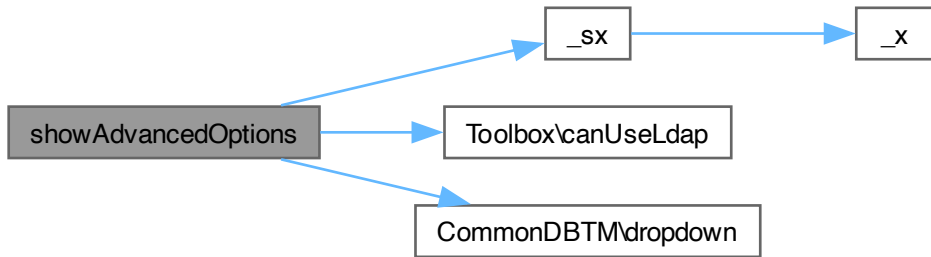 _sx
_x
showAdvancedOptions
Toolbox\canUseLdap
CommonDBTM\dropdown